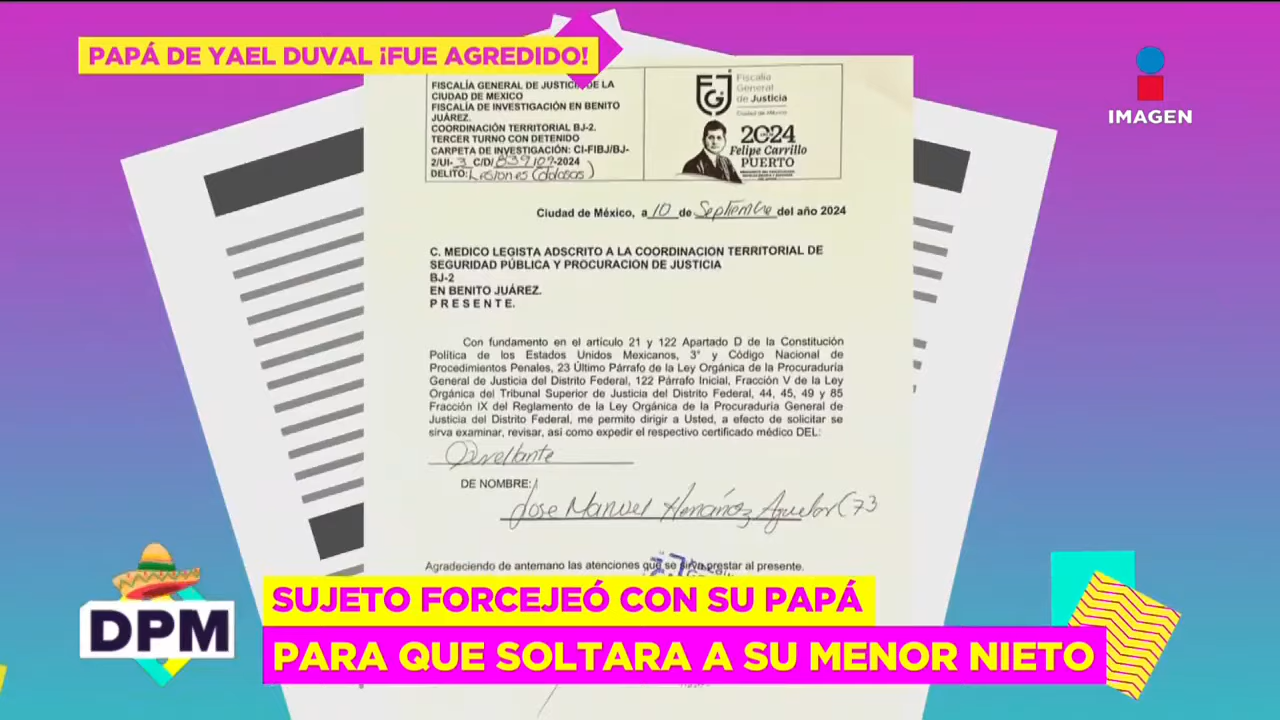 PAPÁ DE YAEL DUVAL ¡FUE AGREDIDO!
IMAGEN
FISCALÍA GENERAL DE JUSTICIA DE LA
CIUDAD DE MEXICO
FISCALÍA DE INVESTIGACIÓN EN BENITO
JUÁREZ.
COORDINACIÓN TERRITORIAL BJ-2.
TERCER TURNO CON DETENIDO
CARPETA DE INVESTIGACIÓN: CI-FIBJ/BJ-
2/UI- 3 C/D/ 839109-2024
DELITO: Lesiones (dolosas)
FGJ
Fiscalía
General
de Justicia
Ciudad de México
2024
Felipe Carrillo
PUERTO
Ciudad de México, a 10 de Septiembre del año 2024
C. MEDICO LEGISTA ADSCRITO A LA COORDINACION TERRITORIAL DE
SEGURIDAD PÚBLICA Y PROCURACION DE JUSTICIA
BJ-2
EN BENITO JUÁREZ.
P R E S E N T E.
Con fundamento en el artículo 21 y 122 Apartado D de la Constitución
Política de los Estados Unidos Mexicanos, 3° y Código Nacional de
Procedimientos Penales, 23 Último Párrafo de la Ley Orgánica de la Procuraduría
General de Justicia del Distrito Federal, 122 Párrafo Inicial, Fracción V de la Ley
Orgánica del Tribunal Superior de Justicia del Distrito Federal, 44, 45, 49 y 85
Fracción IX del Reglamento de la Ley Orgánica de la Procuraduría General de
Justicia del Distrito Federal, me permito dirigir a Usted, a efecto de solicitar se
sirva examinar, revisar, así como expedir el respectivo certificado médico DEL:
Querellante
DE NOMBRE:
Jose Manuel (73
Agradeciendo de antemano las atenciones que se sirva prestar al presente.
SUJETO FORCEJEÓ CON SU PAPÁ
DPM
PARA QUE SOLTARA A SU MENOR NIETO